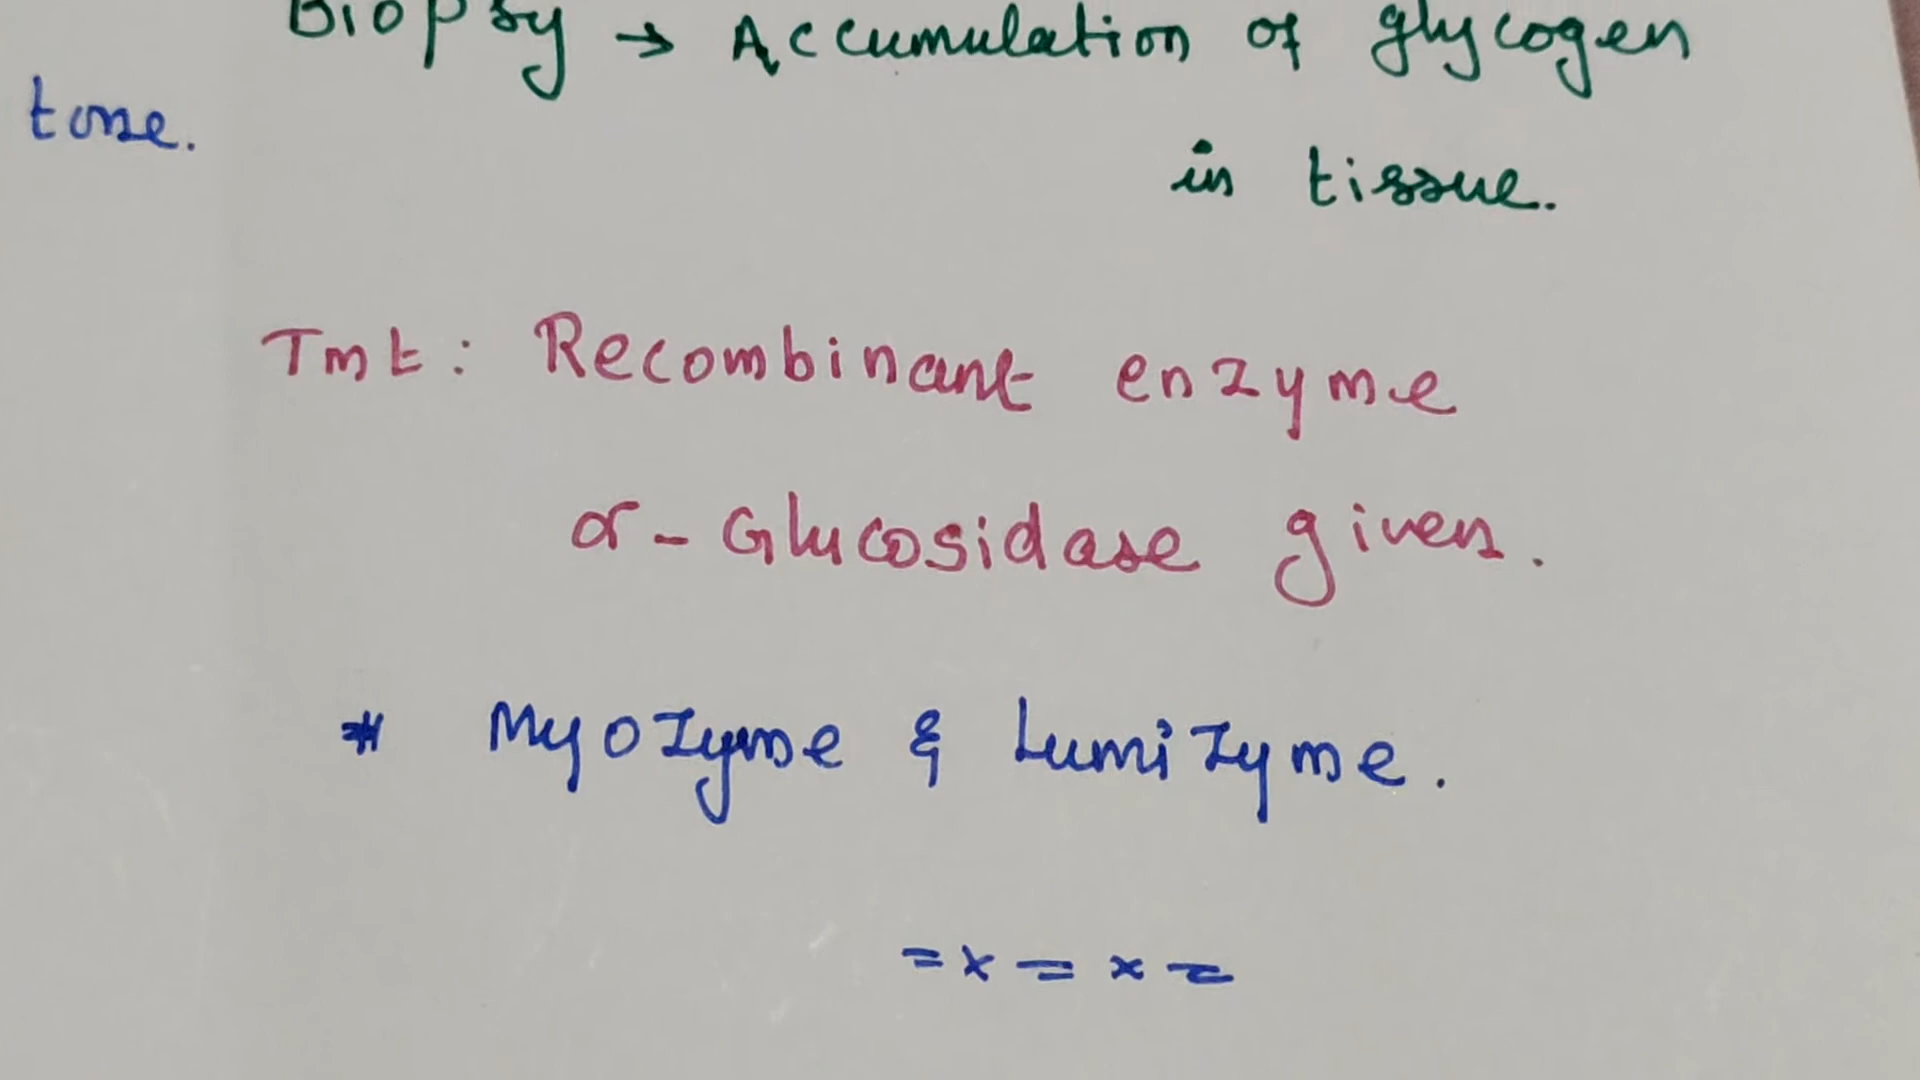 Biopsy → Accumulation of glycogen
tone.
in tissue.
Tmt: Recombinant enzyme
α-Glucosidase given.
* Myozyme & Lumizyme.
=x=x=